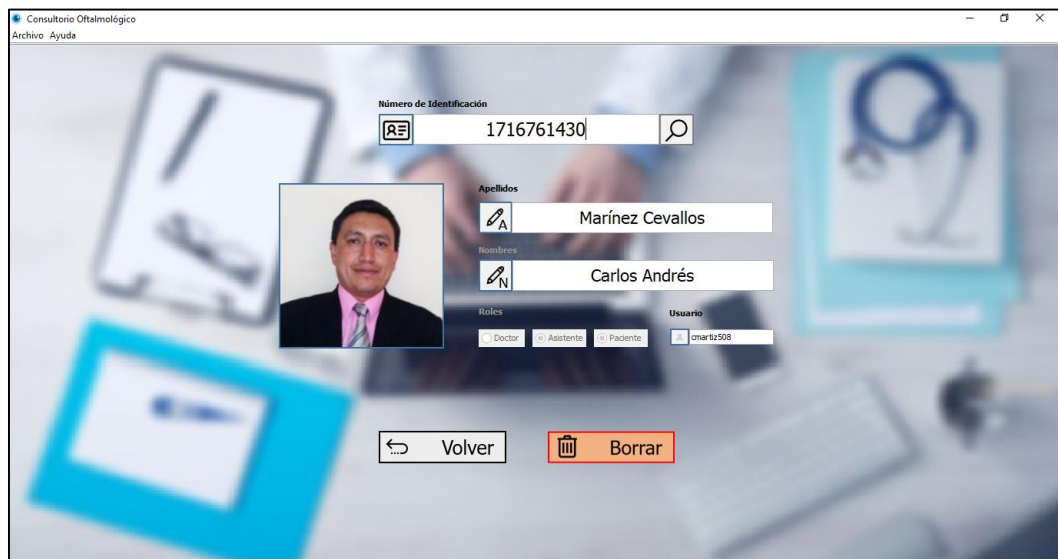 Consultorio Oftalmológico
Archivo Ayuda
Número de Identificación
1716761430
Apellidos
A
Marínez Cevallos
Nombres
N
Carlos Andrés
Roles
Usuario
Doctor Asistente Paciente
cmartiz508
Volver
Borrar